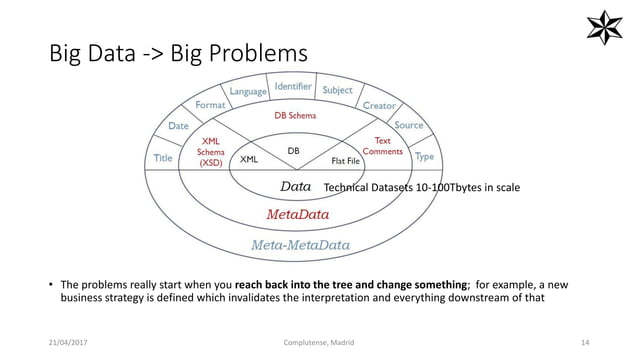 Big Data -> Big Problems
Identifier
Language
Subject
Format
Creator
DB Schema
Date
Source
XML
Schema
(XSD)
Text
Comments
Title
XML
DB
Flat File
Type
Data
Technical Datasets 10-100Tbytes in scale
MetaData
Meta-MetaData
• The problems really start when you reach back into the tree and change something; for example, a new
business strategy is defined which invalidates the interpretation and everything downstream of that
21/04/2017
Complutense, Madrid
14